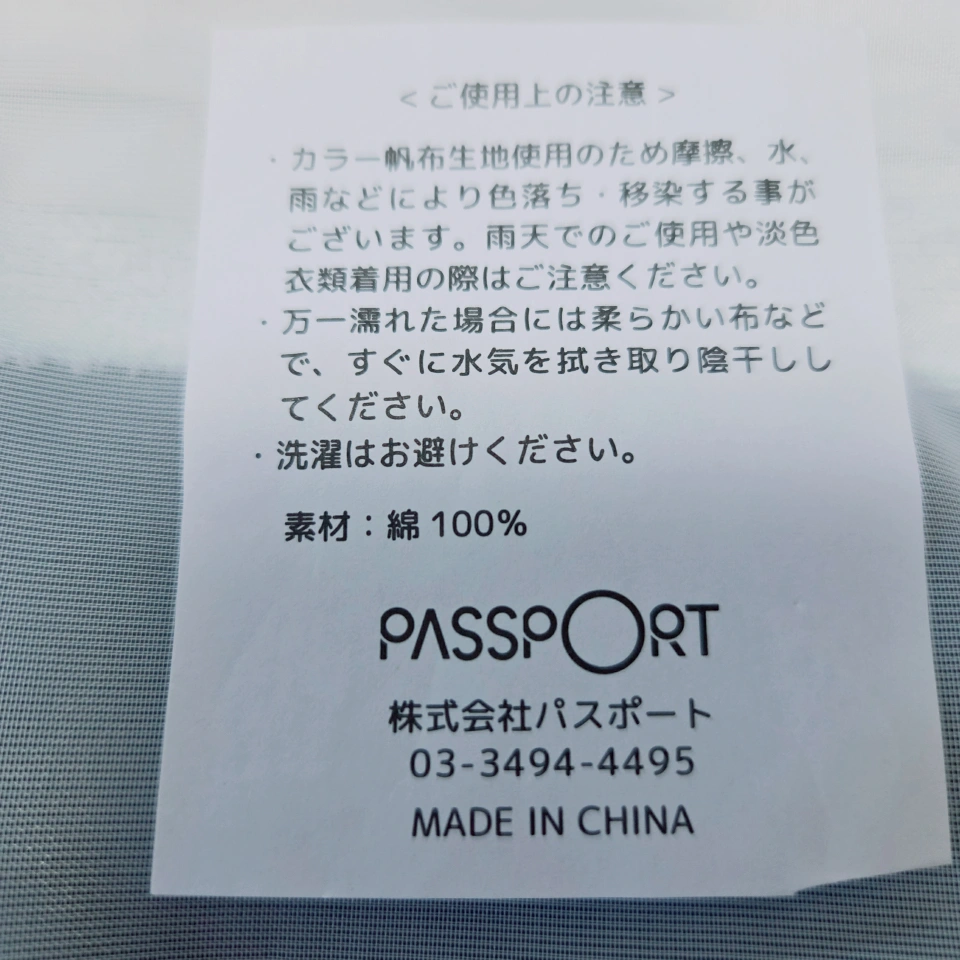 ＜ご使用上の注意＞
・カラー帆布生地使用のため摩擦、水、
雨などにより色落ち・移染する事が
ございます。雨天でのご使用や淡色
衣類着用の際はご注意ください。
・万一濡れた場合には柔らかい布など
で、すぐに水気を拭き取り陰干しし
てください。
・洗濯はお避けください。
素材：綿100%
PASSPORT
株式会社パスポート
03-3494-4495
MADE IN CHINA